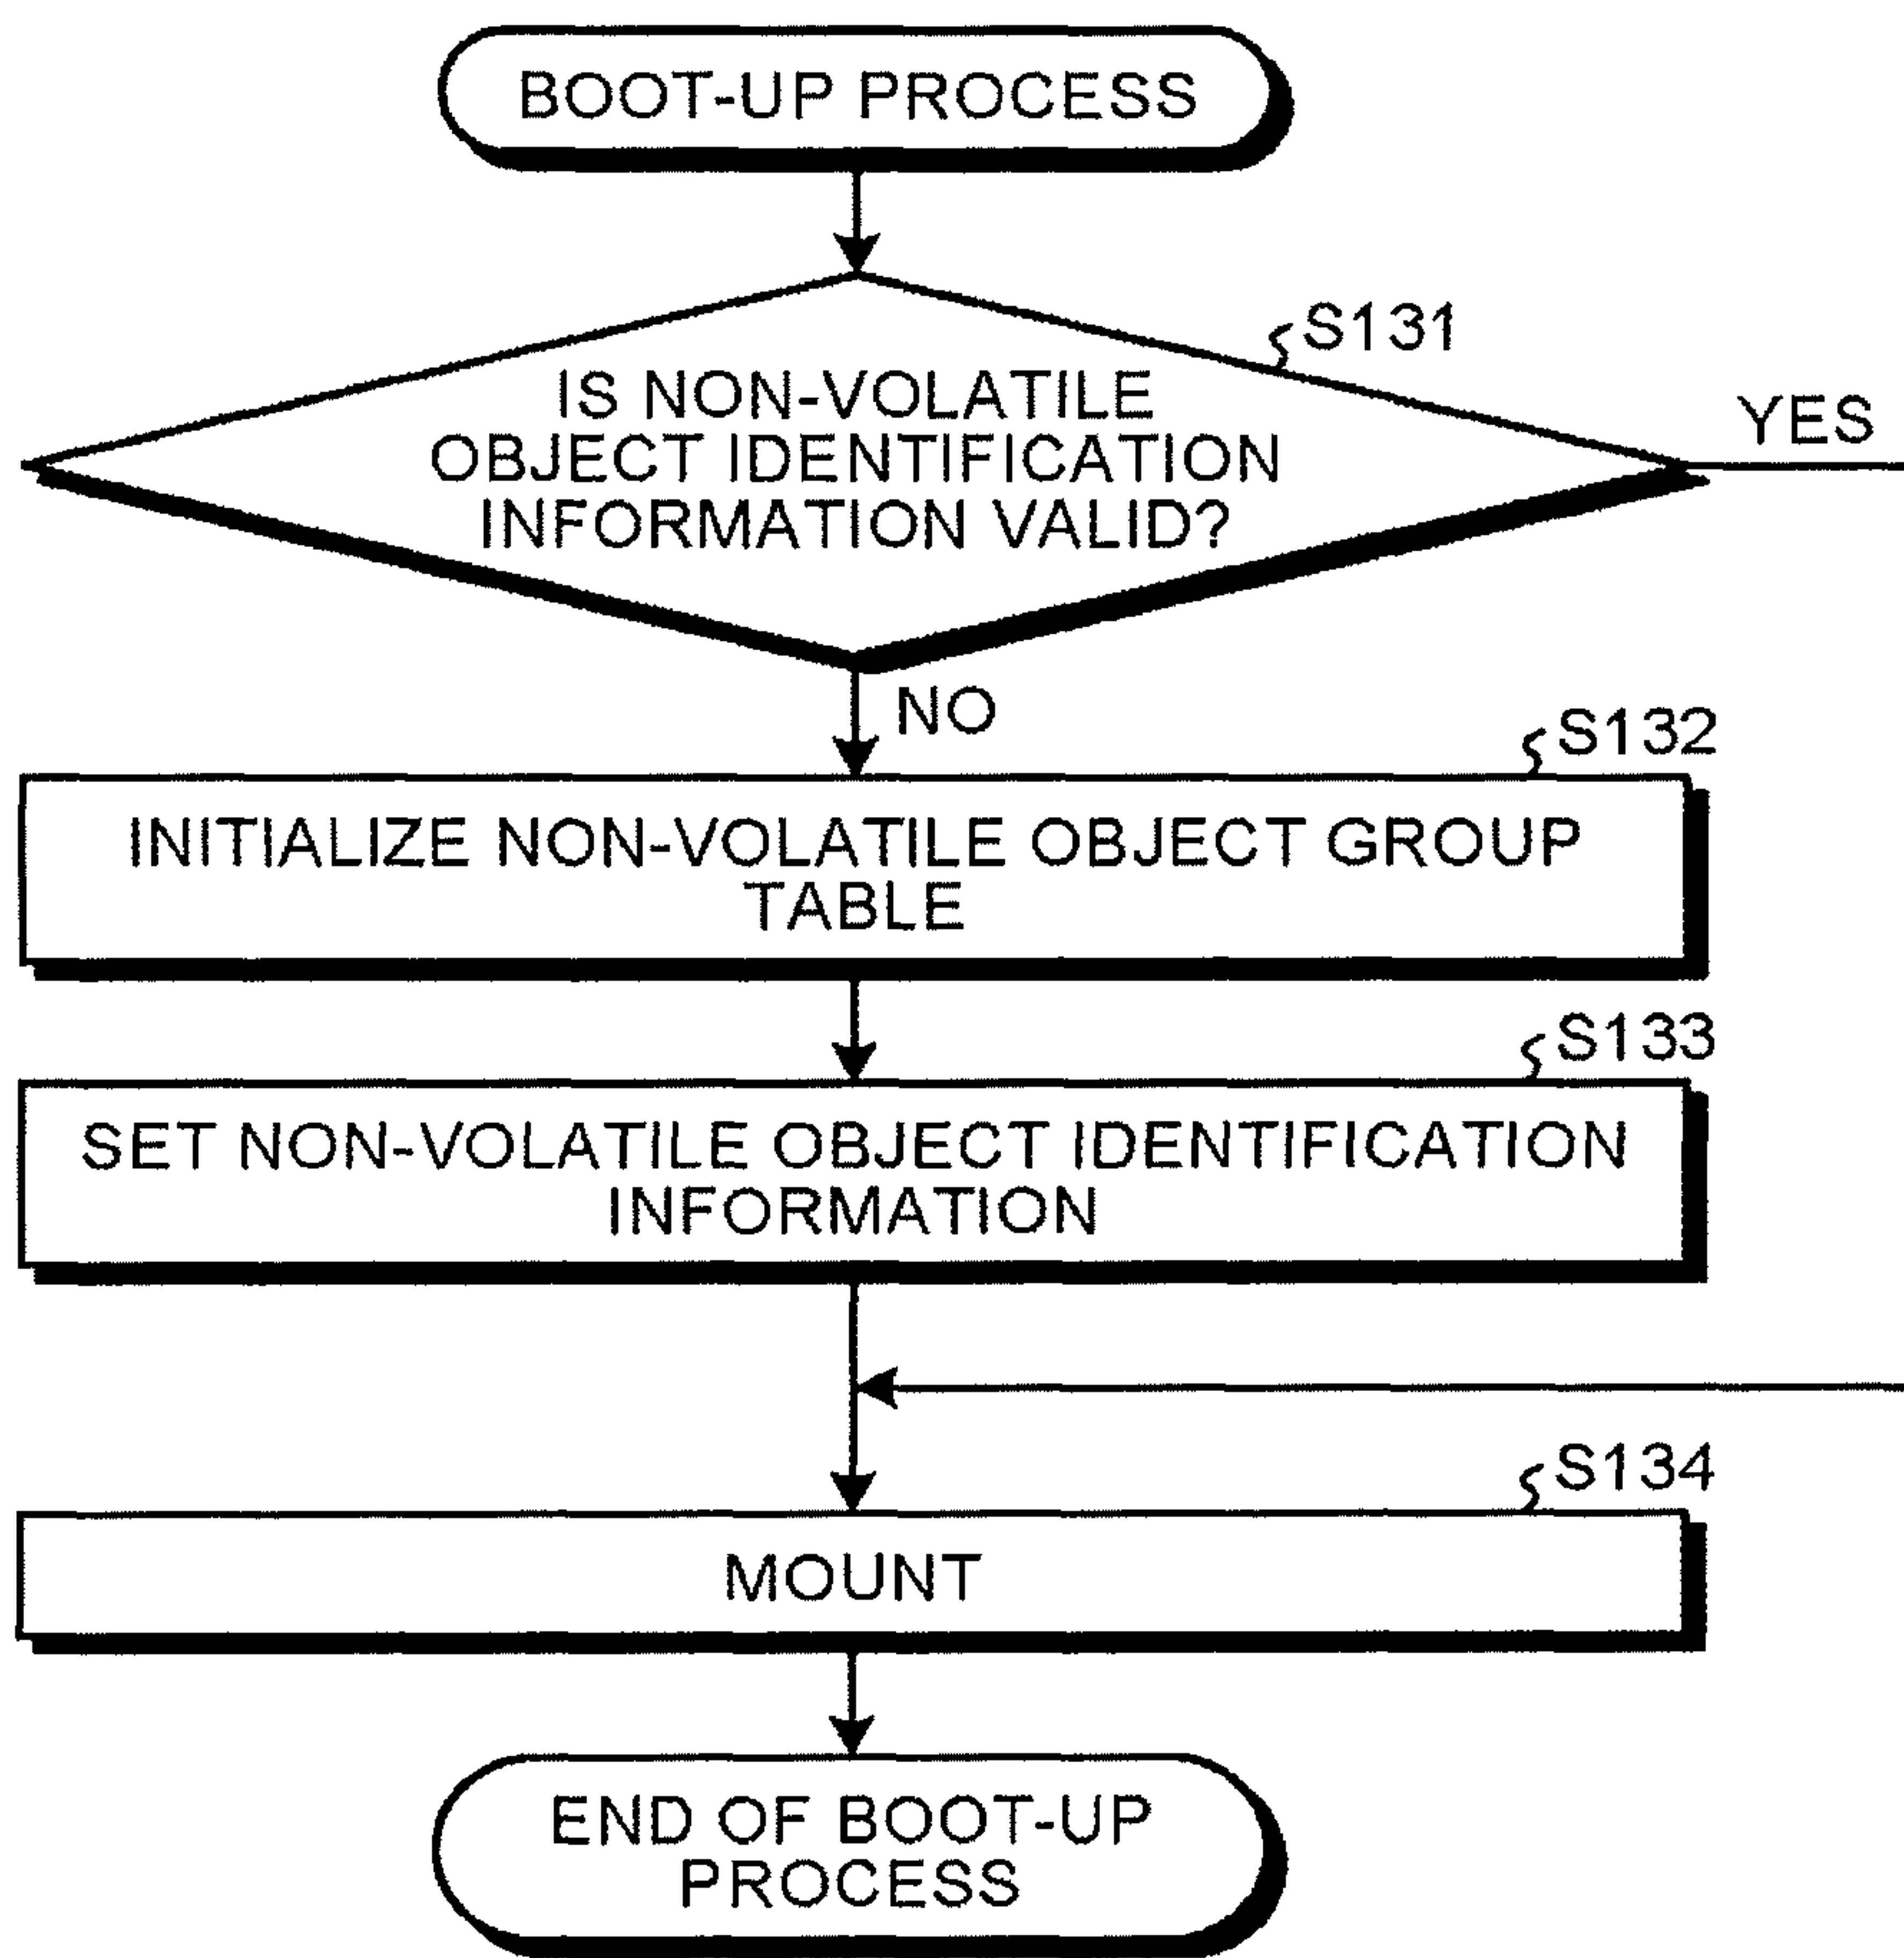 BOOT-UP PROCESS
S131
IS NON-VOLATILE
OBJECT IDENTIFICATION
INFORMATION VALID?
YES
NO
S132
INITIALIZE NON-VOLATILE OBJECT GROUP
TABLE
S133
SET NON-VOLATILE OBJECT IDENTIFICATION
INFORMATION
S134
MOUNT
END OF BOOT-UP
PROCESS